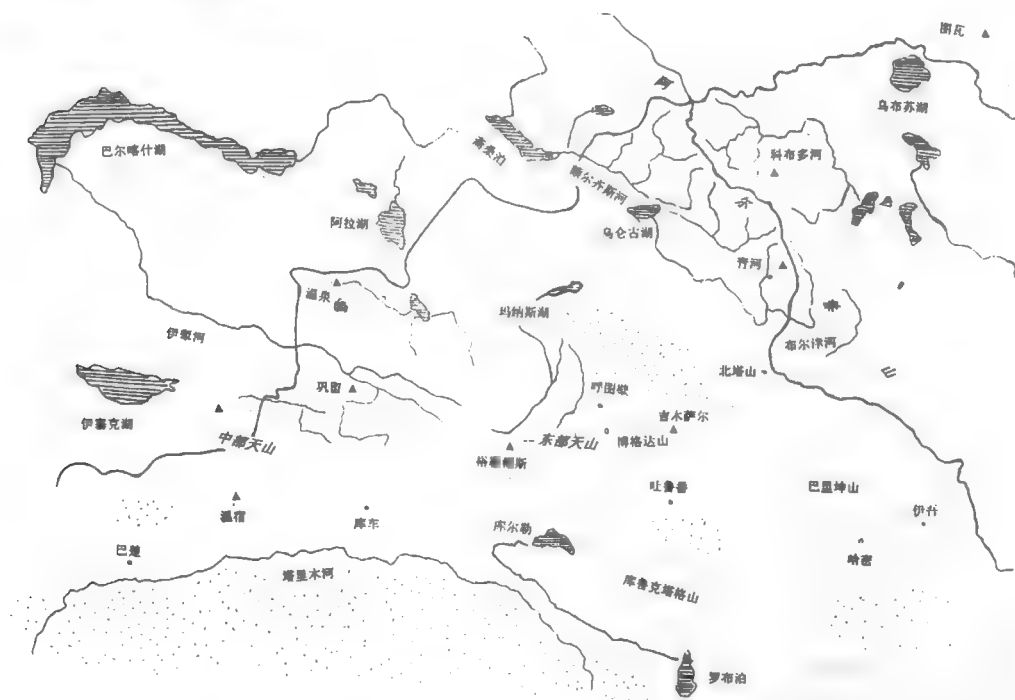 图瓦
乌布苏湖
阿
斋桑泊
巴尔喀什湖
科布多河
额尔齐斯河
尔
阿拉湖
乌仑古湖
青河
温泉
玛纳斯湖
泰
伊犁河
布尔津河
北塔山
山
巩留
呼图壁
伊塞克湖
吉木萨尔
中部天山
东部天山
博格达山
裕勒都斯
吐鲁番
巴里坤山
温宿
库车
库尔勒
伊吾
巴楚
哈密
塔里木河
库鲁克塔格山
罗布泊